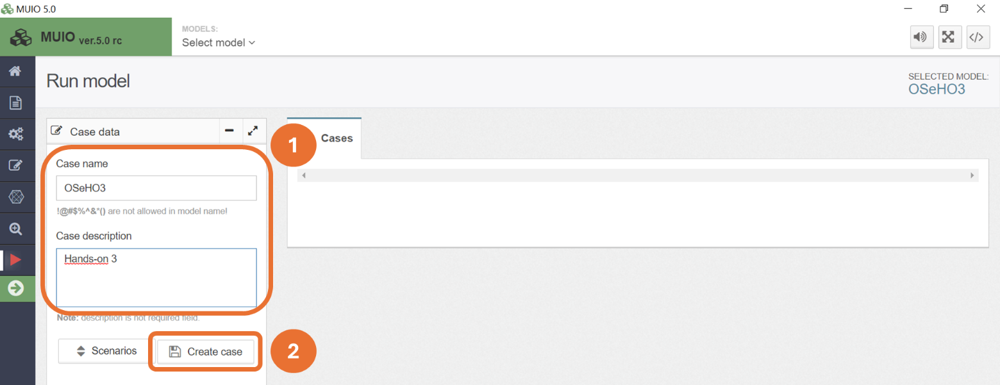 MUIO 5.0
MUIO ver.5.0 rc
MODELS:
Select model
Run model
SELECTED MODEL:
OSeHO3
Case data
1
Cases
Case name
OSeHO3
!@#$%^&*() are not allowed in model name!
Case description
Hands-on 3
Note: description is not required field.
Scenarios
Create case
2